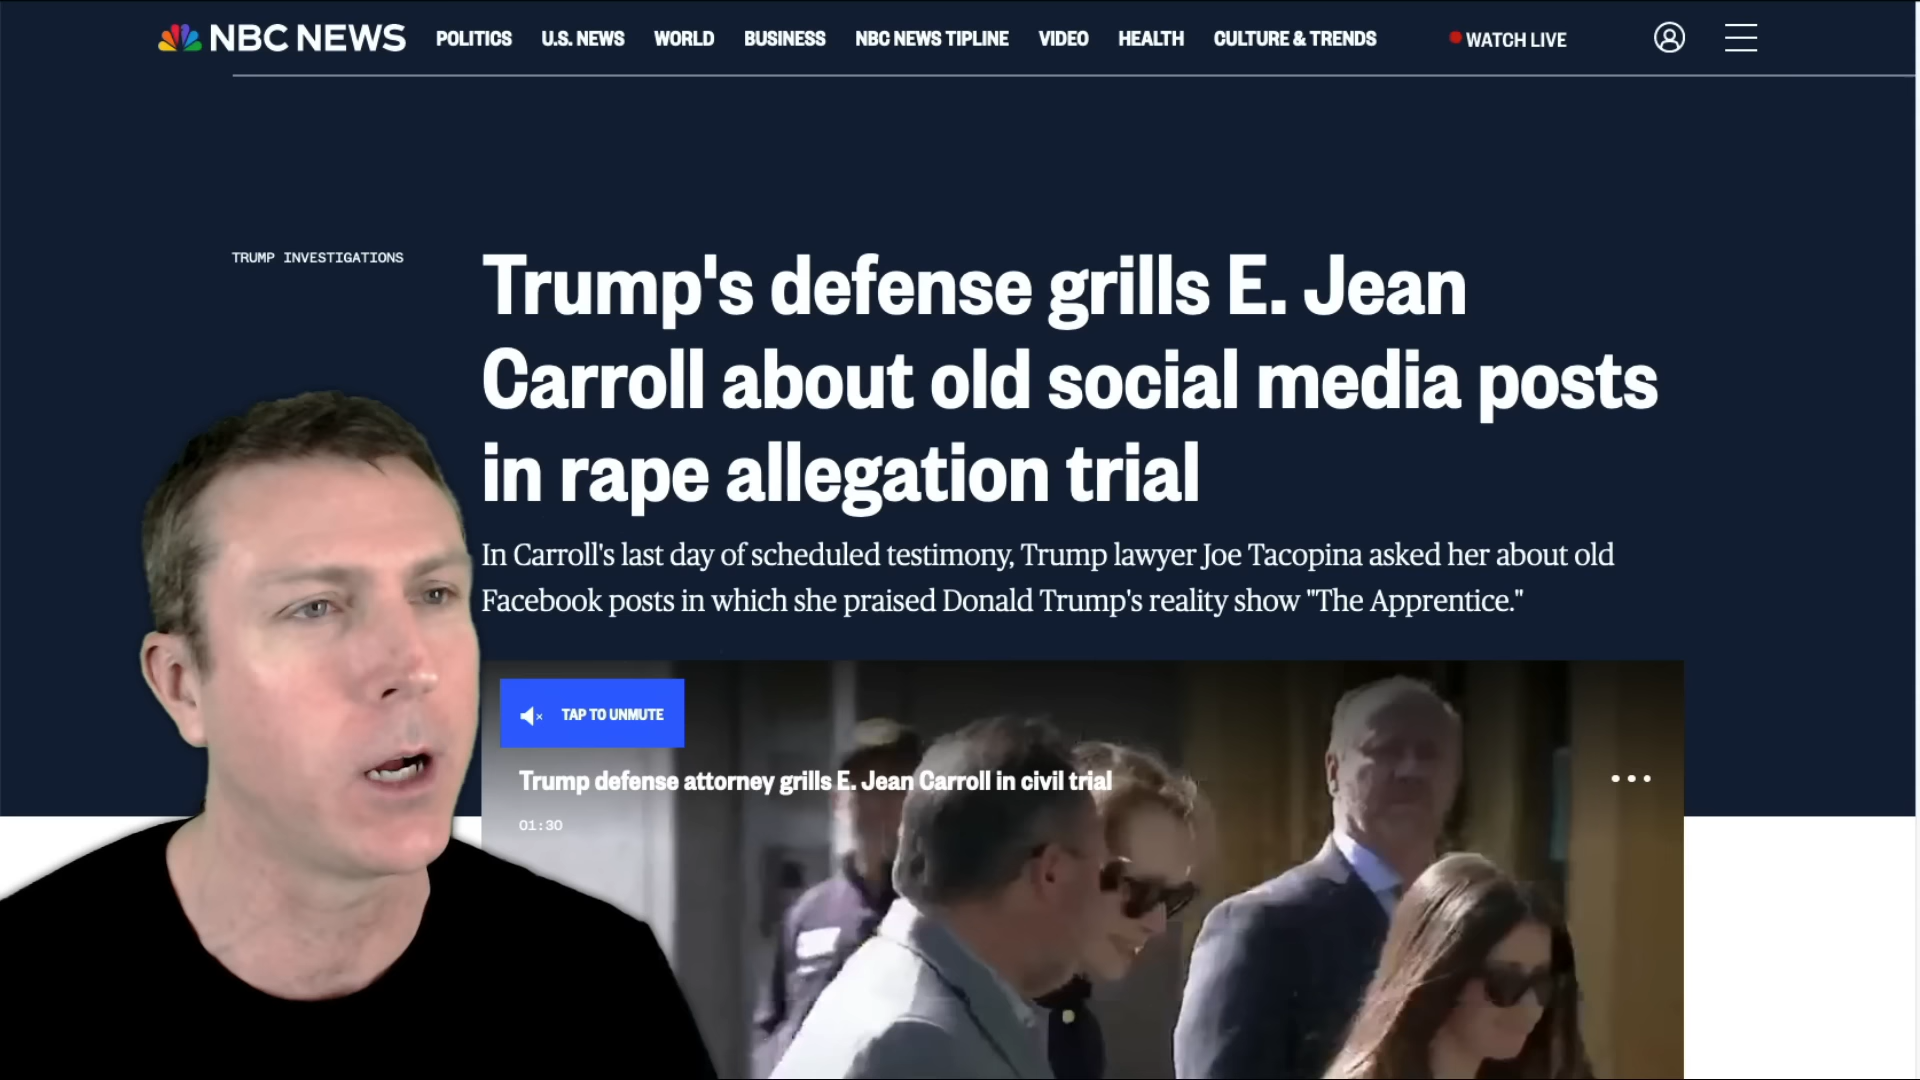 NBC NEWS POLITICS U.S. NEWS WORLD BUSINESS NBC NEWS TIPLINE VIDEO HEALTH CULTURE & TRENDS WATCH LIVE
TRUMP INVESTIGATIONS
Trump's defense grills E. Jean
Carroll about old social media posts
in rape allegation trial
In Carroll's last day of scheduled testimony, Trump lawyer Joe Tacopina asked her about old
Facebook posts in which she praised Donald Trump's reality show "The Apprentice."
TAP TO UNMUTE
Trump defense attorney grills E. Jean Carroll in civil trial
01:30